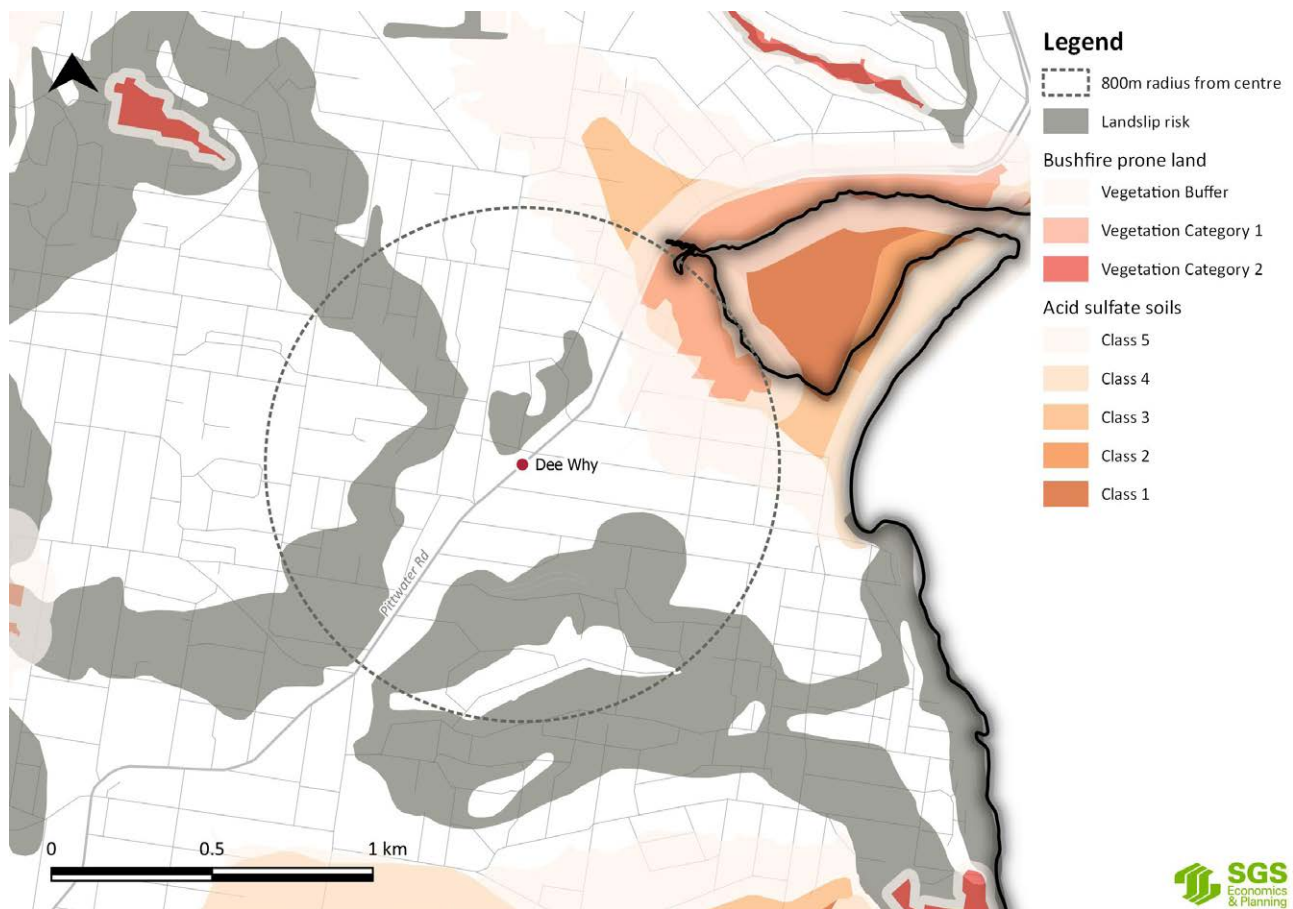 Legend
800m radius from centre
Landslip risk
Bushfire prone land
Vegetation Buffer
Vegetation Category 1
Vegetation Category 2
Acid sulfate soils
Class 5
Class 4
Class 3
Class 2
Class 1
Dee Why
Pittwater Rd
0 0.5 1 km
SGS
Economics
& Planning